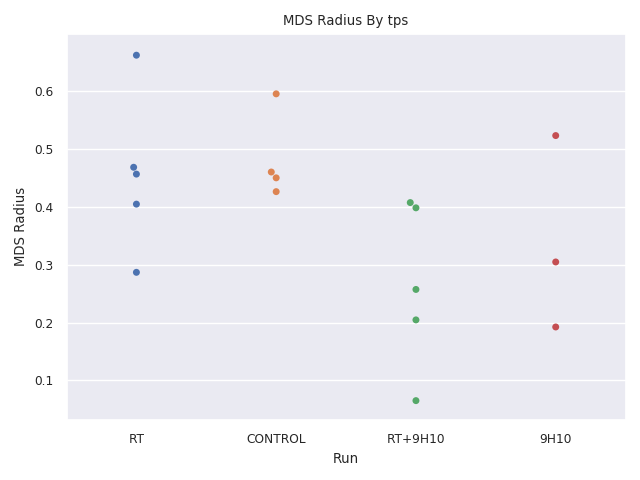 MDS Radius By tps
MDS Radius
0.6
0.5
0.4
0.3
0.2
0.1
RT
CONTROL
RT+9H10
9H10
Run